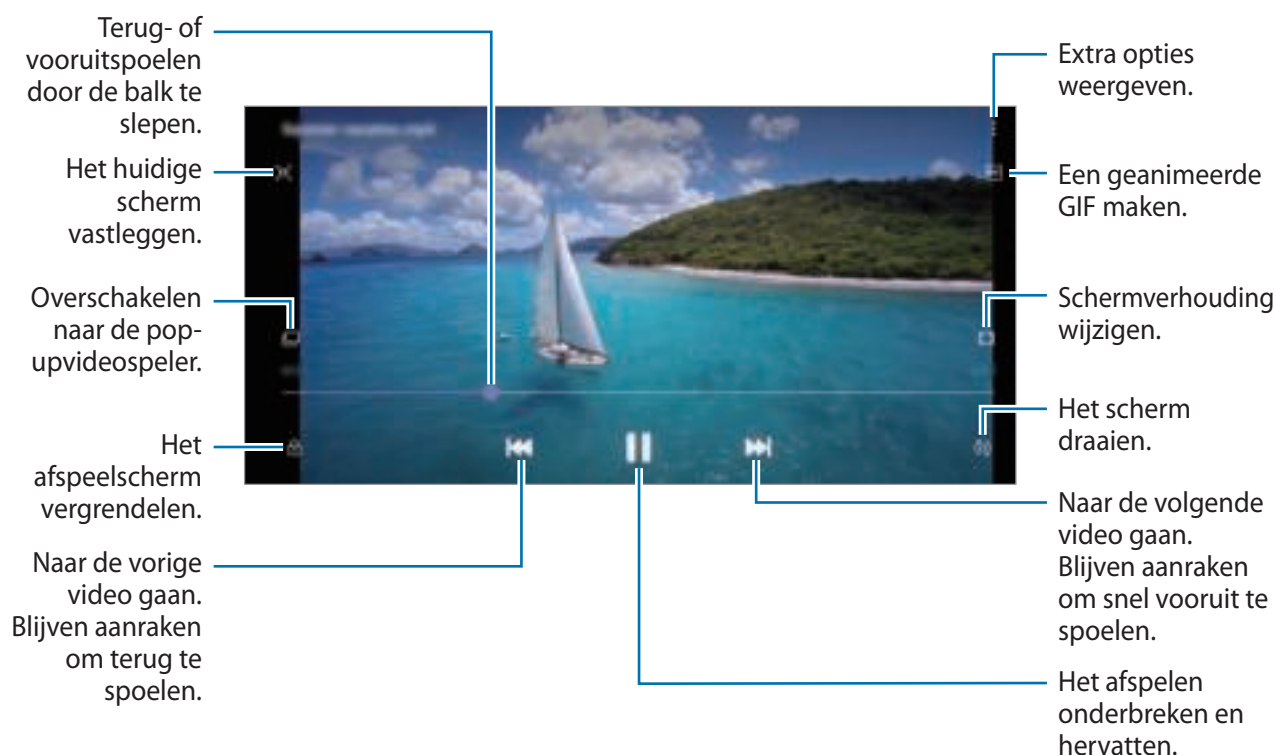 Terug- of
vooruitspoelen
door de balk te
slepen.
Het huidige
scherm
vastleggen.
Overschakelen
naar de pop-
upvideospeler.
Het
afspeelscherm
vergrendelen.
Naar de vorige
video gaan.
Blijven aanraken
om terug te
spoelen.
Extra opties
weergeven.
Een geanimeerde
GIF maken.
Schermverhouding
wijzigen.
Het scherm
draaien.
Naar de volgende
video gaan.
Blijven aanraken
om snel vooruit te
spoelen.
Het afspelen
onderbreken en
hervatten.